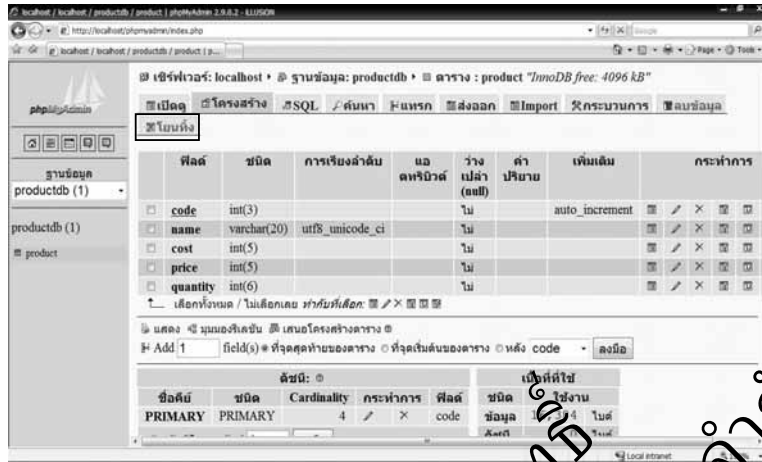 localhost / localhost / productdb / product | phpMyAdmin 2.9.0.2 - ILLUSION
http://localhost/phpmyadmin/index.php
localhost / localhost / productdb / product | p...
Page
Tools
phpMyAdmin
ฐานข้อมูล
productdb (1)
productdb (1)
product
เซิร์ฟเวอร์: localhost ▸ ฐานข้อมูล: productdb ▸ ตาราง : product "InnoDB free: 4096 kB"
เปิดดู โครงสร้าง SQL ค้นหา แทรก ส่งออก Import กระบวนการ ลบข้อมูล
โยนทิ้ง
ฟิลด์ ชนิด การเรียงลำดับ แอตทริบิวต์ ว่างเปล่า (null) ค่าปริยาย เพิ่มเติม กระทำการ
code int(3) ไม่ auto_increment
name varchar(20) utf8_unicode_ci ไม่
cost int(5) ไม่
price int(5) ไม่
quantity int(6) ไม่
เลือกทั้งหมด / ไม่เลือกเลย ทำกับที่เลือก:
แสดง มุมมองรีเลชัน เสนอโครงสร้างตาราง
Add 1 field(s) ที่จุดสุดท้ายของตาราง ที่จุดเริ่มต้นของตาราง หลัง code ลงมือ
ดัชนี:
ชื่อคีย์ ชนิด Cardinality กระทำการ ฟิลด์
PRIMARY PRIMARY 4 code
เนื้อที่ที่ใช้
ชนิด ใช้งาน
ข้อมูล ไบต์
Local intranet